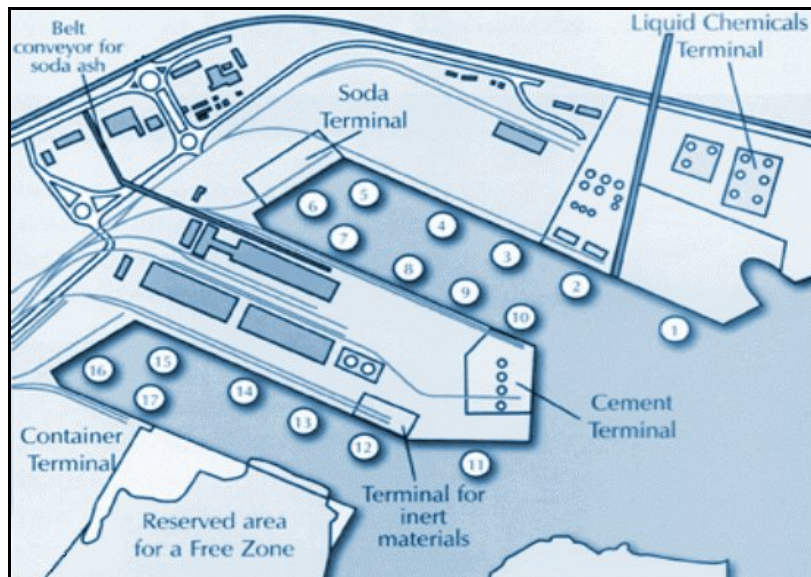 Belt
conveyor for
soda ash
Liquid Chemicals
Terminal
Soda
Terminal
5
6
4
7
3
8
2
9
10
1
16
15
17
14
13
12
11
Cement
Terminal
Container
Terminal
Terminal for
inert
materials
Reserved area
for a Free Zone